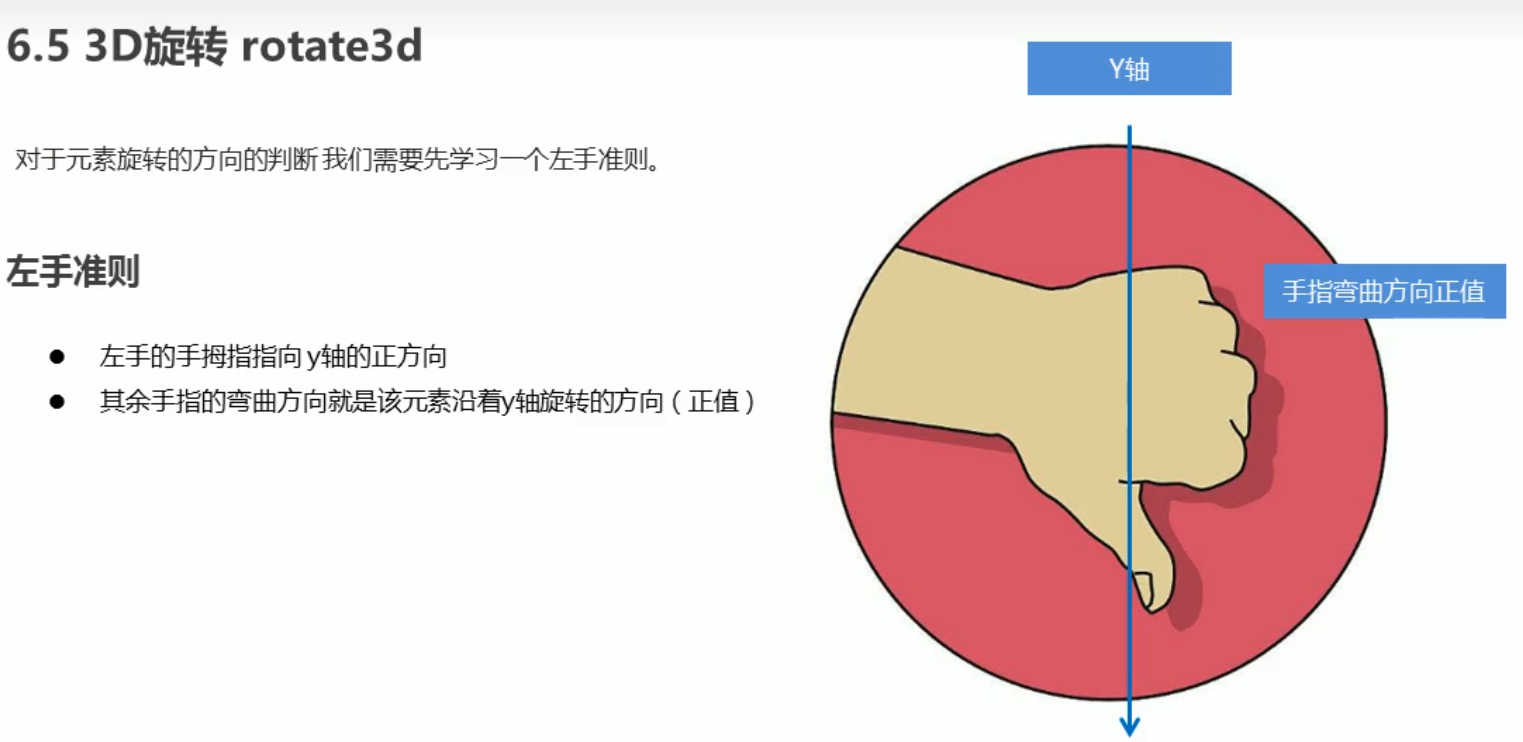 6.5 3D旋转 rotate3d
Y轴
对于元素旋转的方向的判断 我们需要先学习一个左手准则。
左手准则
手指弯曲方向正值
● 左手的手拇指指向 y轴的正方向
● 其余手指的弯曲方向就是该元素沿着y轴旋转的方向（正值）